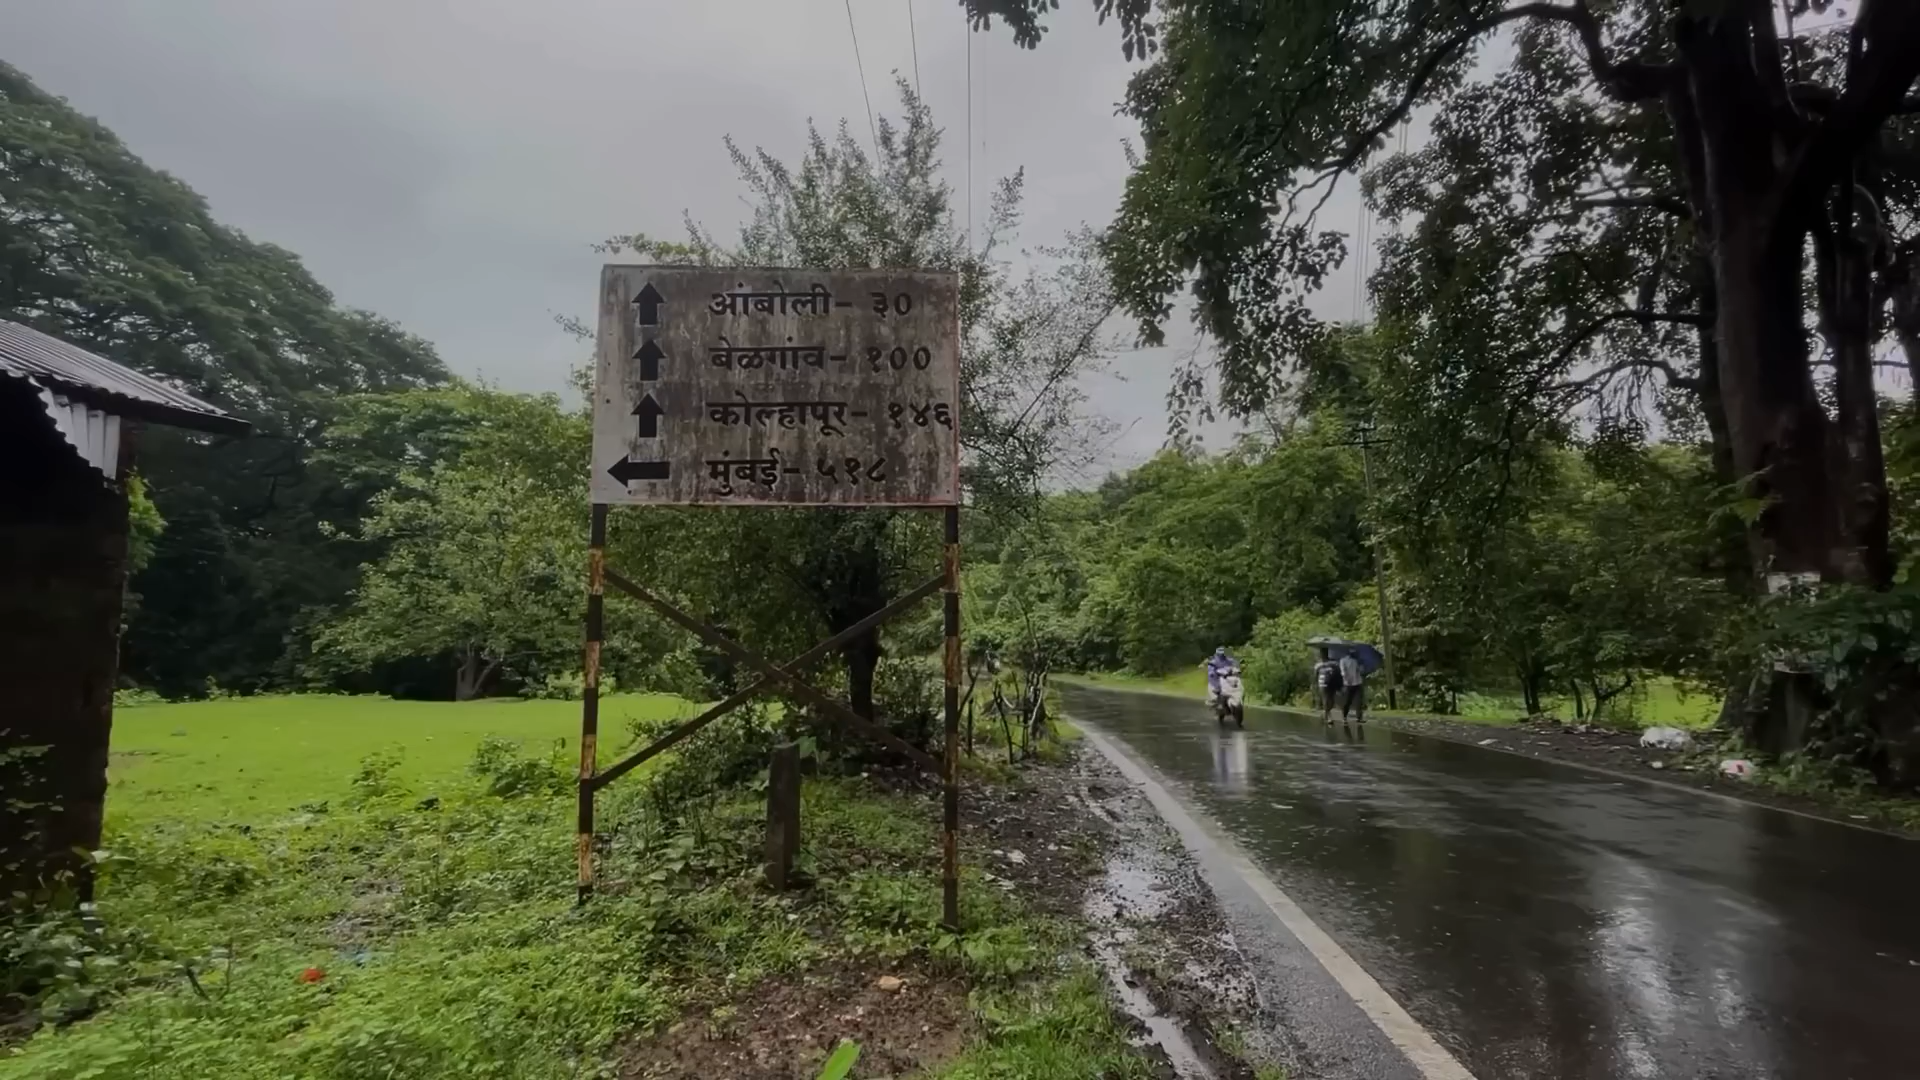 आंबोली- ३०
बेळगांव- १००
कोल्हापूर- १४६
मुंबई- ५१८